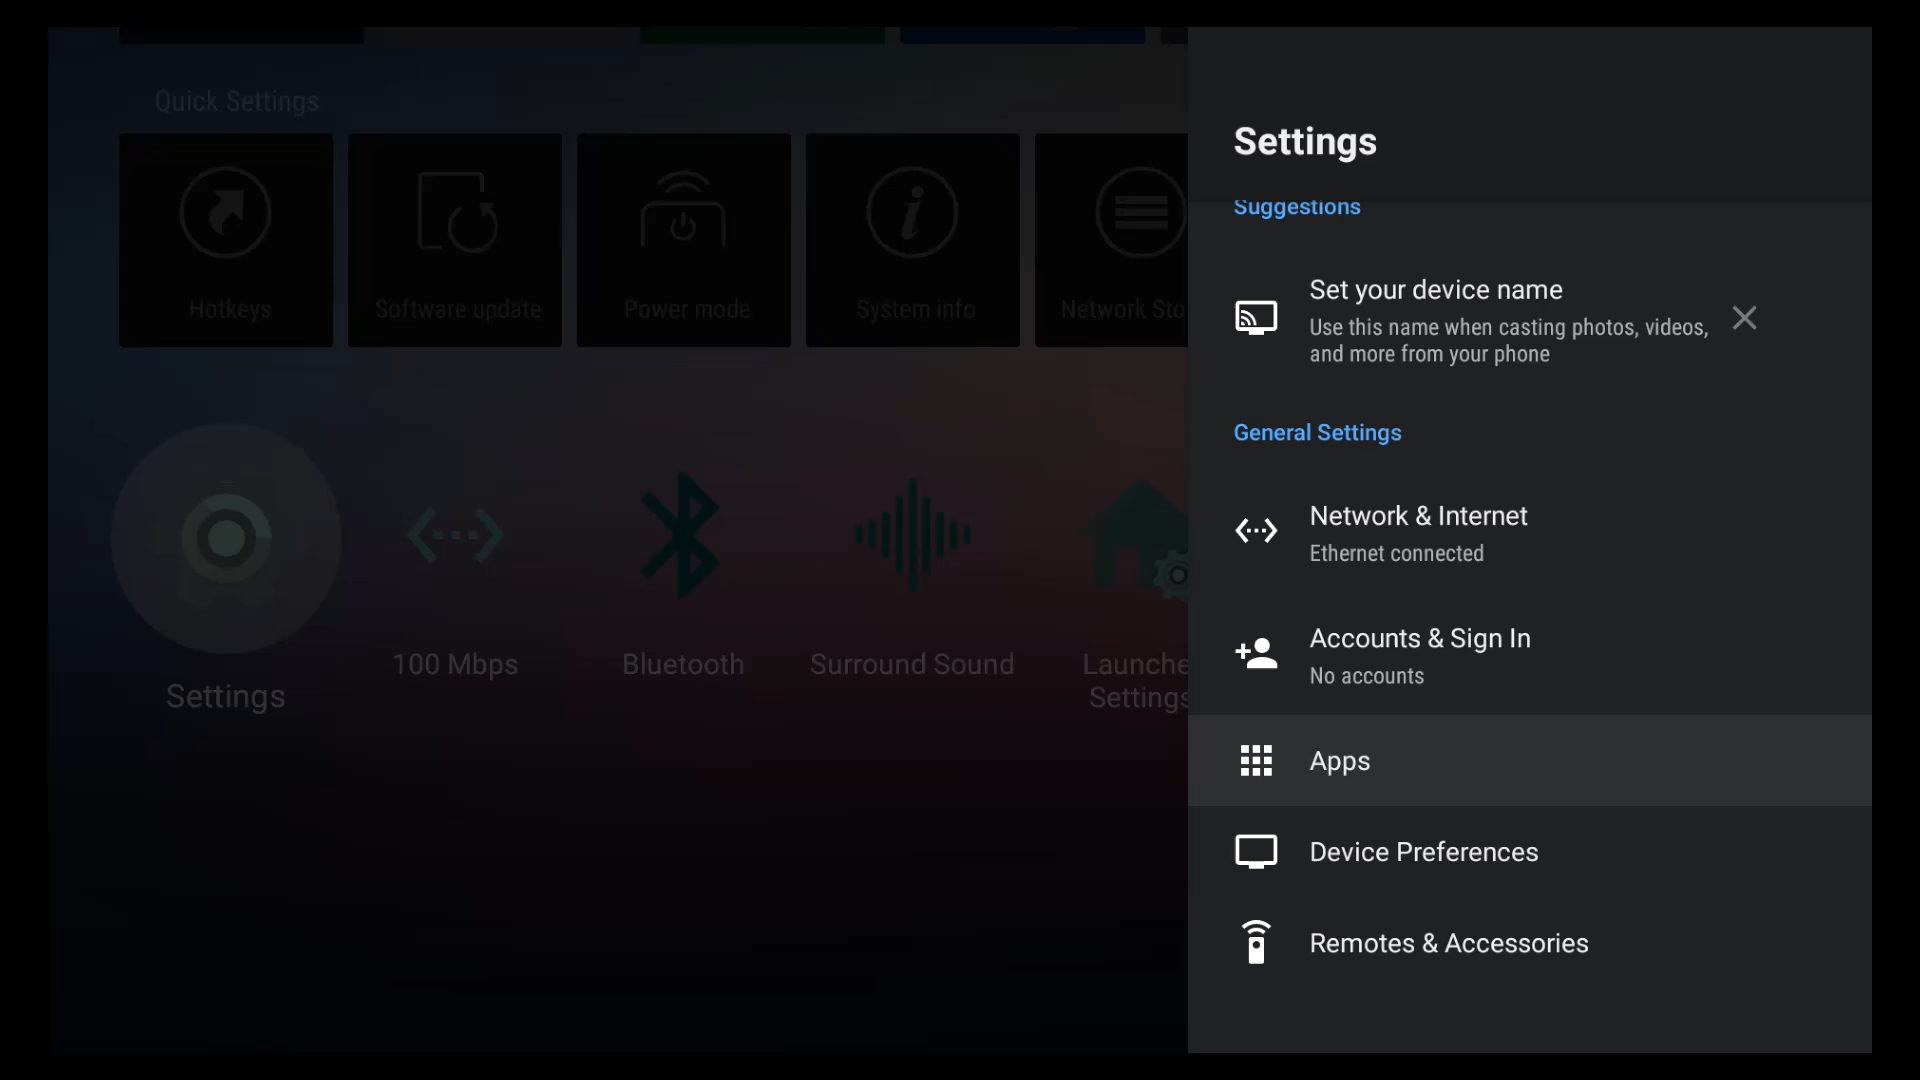 Quick Settings
Hotkeys
Software update
Power mode
System info
Network Sto
Settings
100 Mbps
Bluetooth
Surround Sound
Launche
Settings
Settings
Suggestions
Set your device name
Use this name when casting photos, videos,
and more from your phone
General Settings
Network & Internet
Ethernet connected
Accounts & Sign In
No accounts
Apps
Device Preferences
Remotes & Accessories